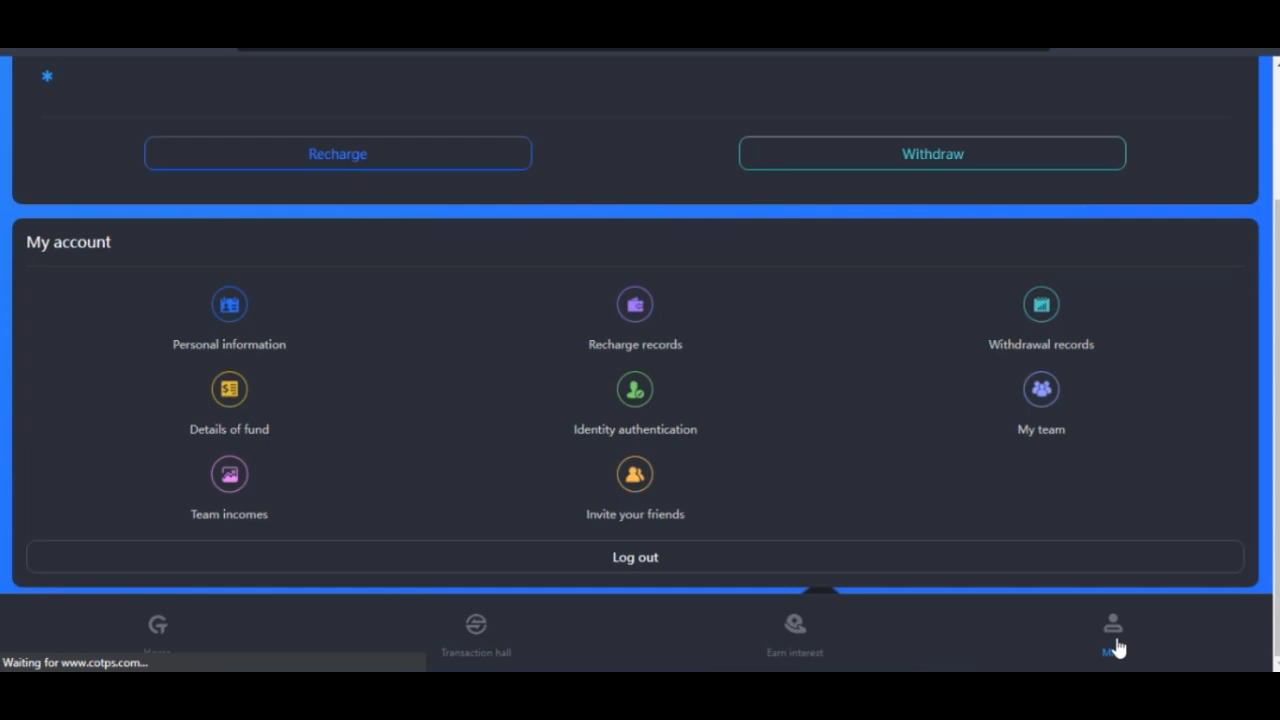 *
Recharge
Withdraw
My account
Personal information
Recharge records
Withdrawal records
Details of fund
Identity authentication
My team
Team incomes
Invite your friends
Log out
Transaction hall
Earn interest
Waiting for www.cotps.com...